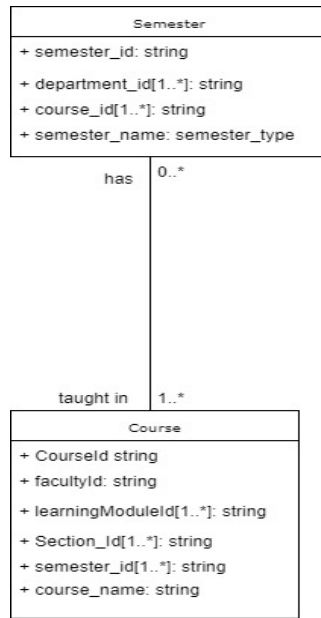 Semester
+ semester_id: string
+ department_id[1..*]: string
+ course_id[1..*]: string
+ semester_name: semester_type
has 0..*
taught in 1..*
Course
+ CourseId string
+ facultyId: string
+ learningModuleId[1..*]: string
+ Section_Id[1..*]: string
+ semester_id[1..*]: string
+ course_name: string